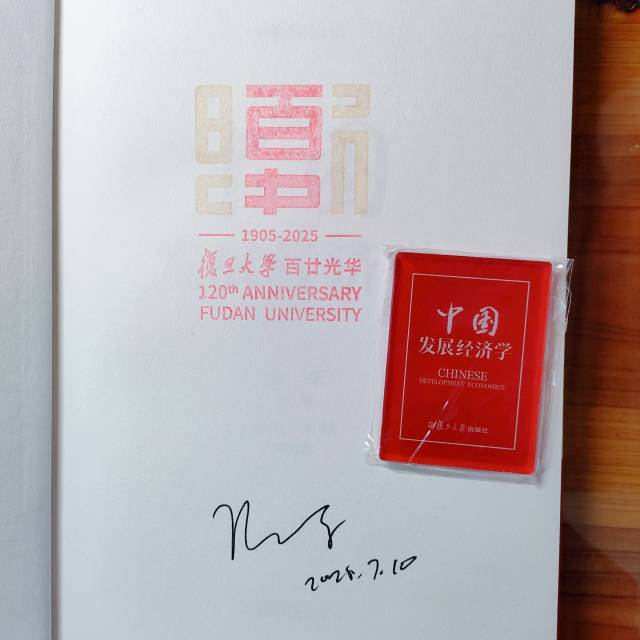 1905-2025
復旦大學 百廿光华
120th ANNIVERSARY
FUDAN UNIVERSITY
中国
发展经济学
CHINESE
DEVELOPMENT ECONOMICS
復旦大学出版社
2025.7.10